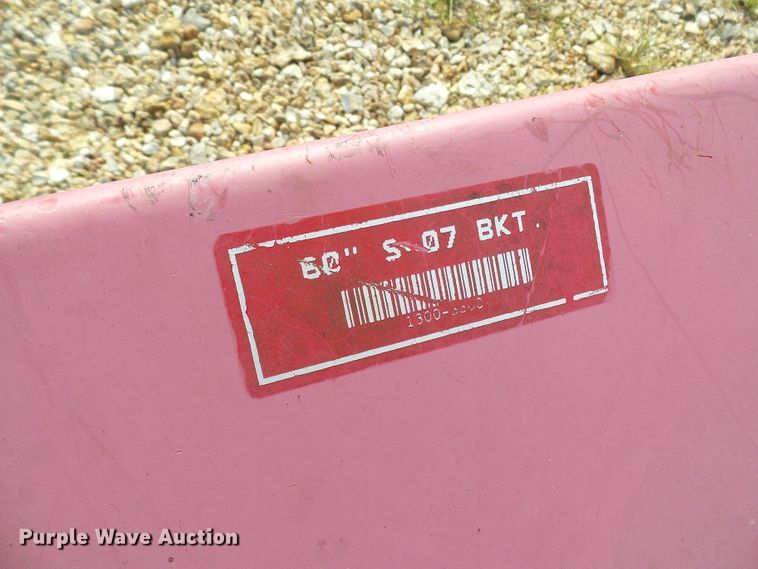 60" S 07 BKT.
Purple Wave Auction